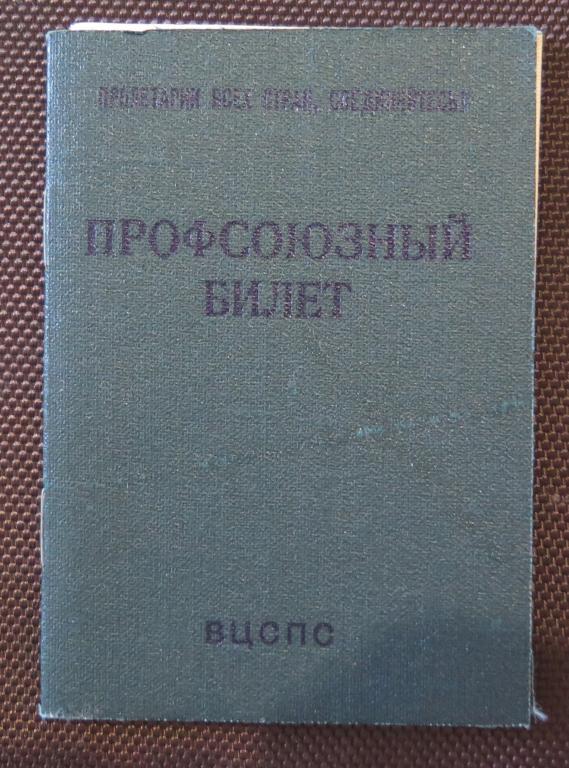 ПРОЛЕТАРИИ ВСЕХ СТРАН, СОЕДИНЯЙТЕСЬ!
ПРОФСОЮЗНЫЙ
БИЛЕТ
ВЦСПС